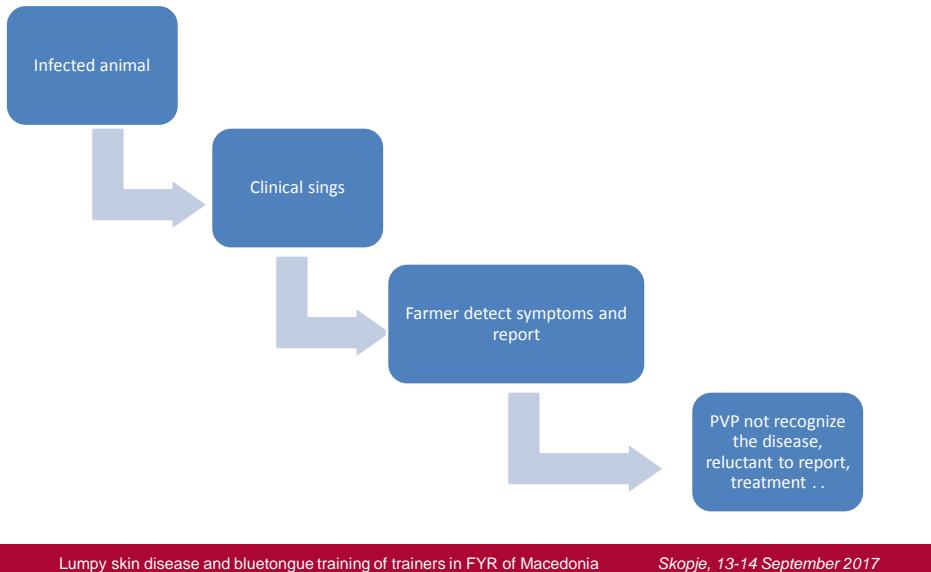 Infected animal
Clinical sings
Farmer detect symptoms and
report
PVP not recognize
the disease,
reluctant to report,
treatment . .
Lumpy skin disease and bluetongue training of trainers in FYR of Macedonia Skopje, 13-14 September 2017